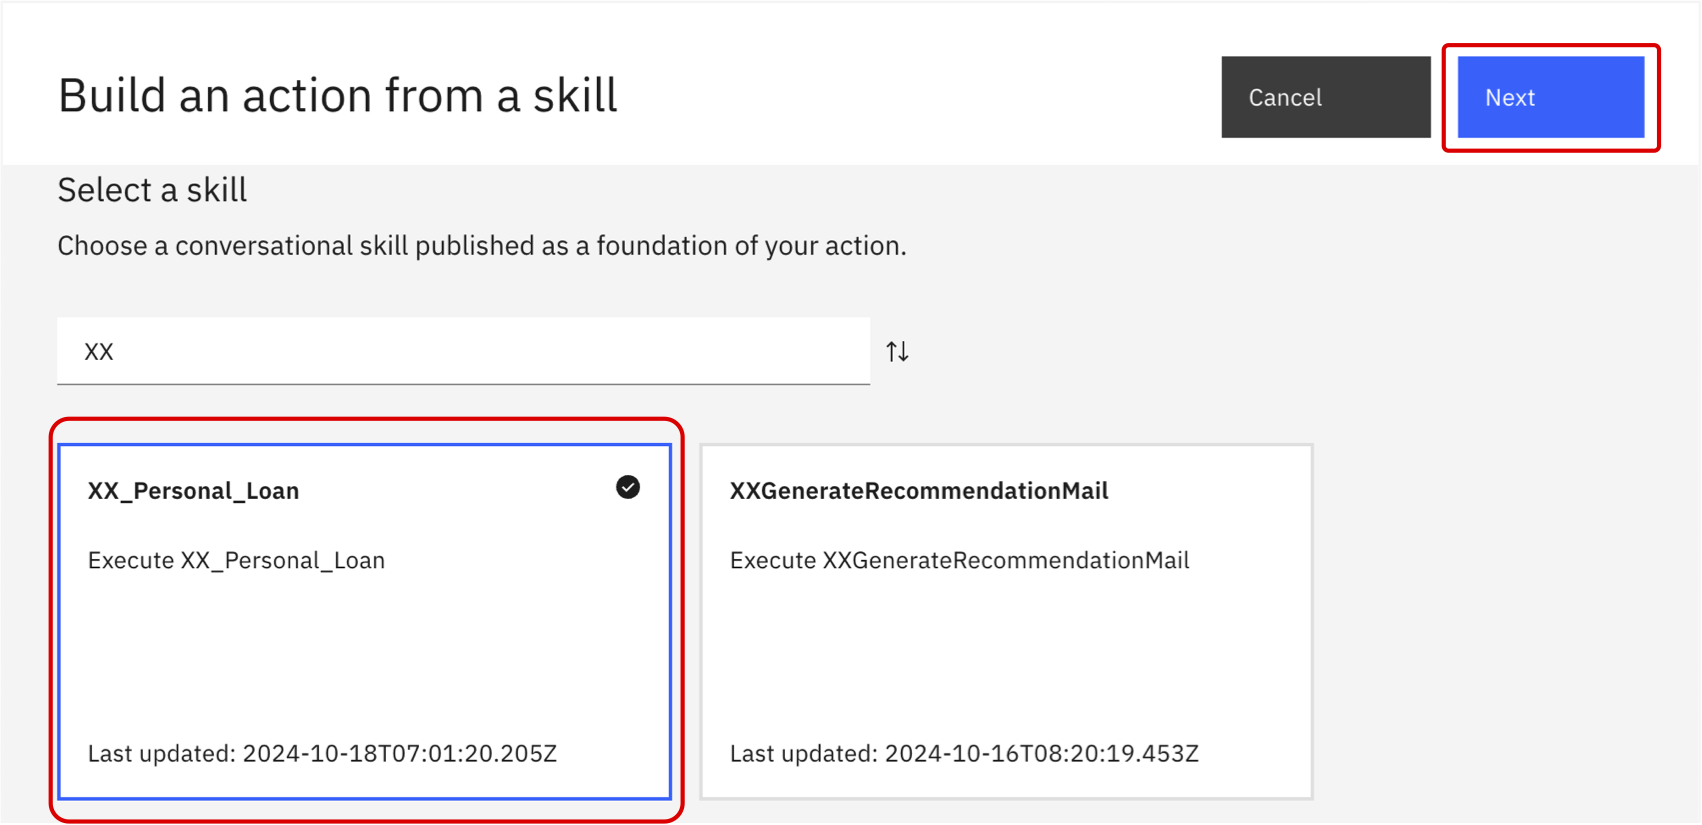 Build an action from a skill
Cancel
Next
Select a skill
Choose a conversational skill published as a foundation of your action.
XX
XX_Personal_Loan
Execute XX_Personal_Loan
Last updated: 2024-10-18T07:01:20.205Z
XXGenerateRecommendationMail
Execute XXGenerateRecommendationMail
Last updated: 2024-10-16T08:20:19.453Z